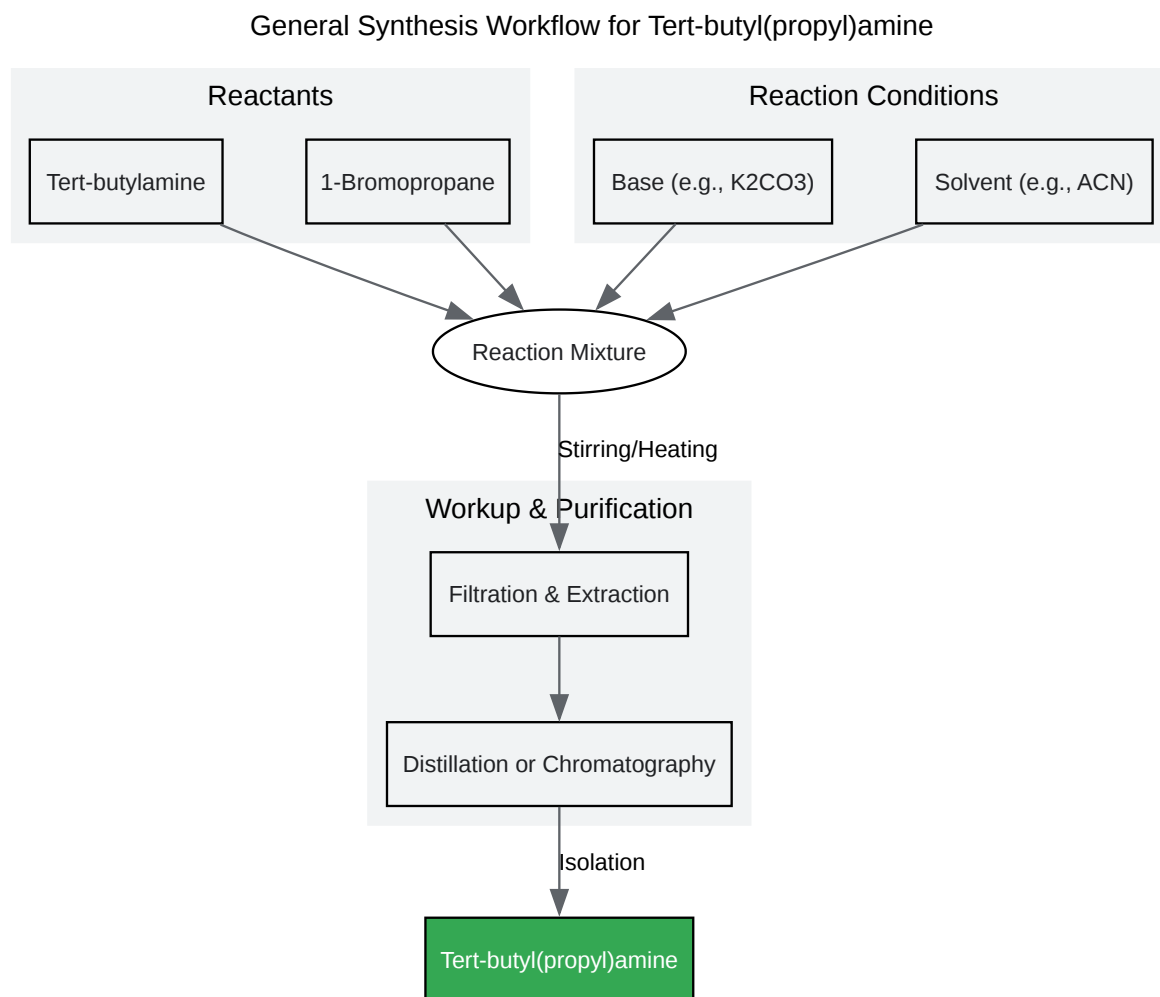 General Synthesis Workflow for Tert-butyl(propyl)amine
Reactants
Reaction Conditions
Tert-butylamine
1-Bromopropane
Base (e.g., K2CO3)
Solvent (e.g., ACN)
Reaction Mixture
Stirring/Heating
Workup & Purification
Filtration & Extraction
Distillation or Chromatography
Isolation
Tert-butyl(propyl)amine